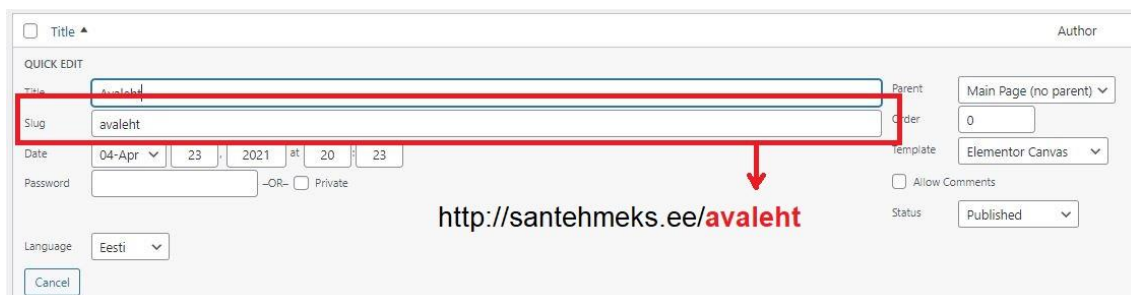 Title Author
QUICK EDIT
Title Avaleht Parent Main Page (no parent)
Slug avaleht Order 0
Date 04-Apr 23 , 2021 at 20 : 23 Template Elementor Canvas
Password –OR– Private Allow Comments
http://santehmeks.ee/avaleht Status Published
Language Eesti
Cancel